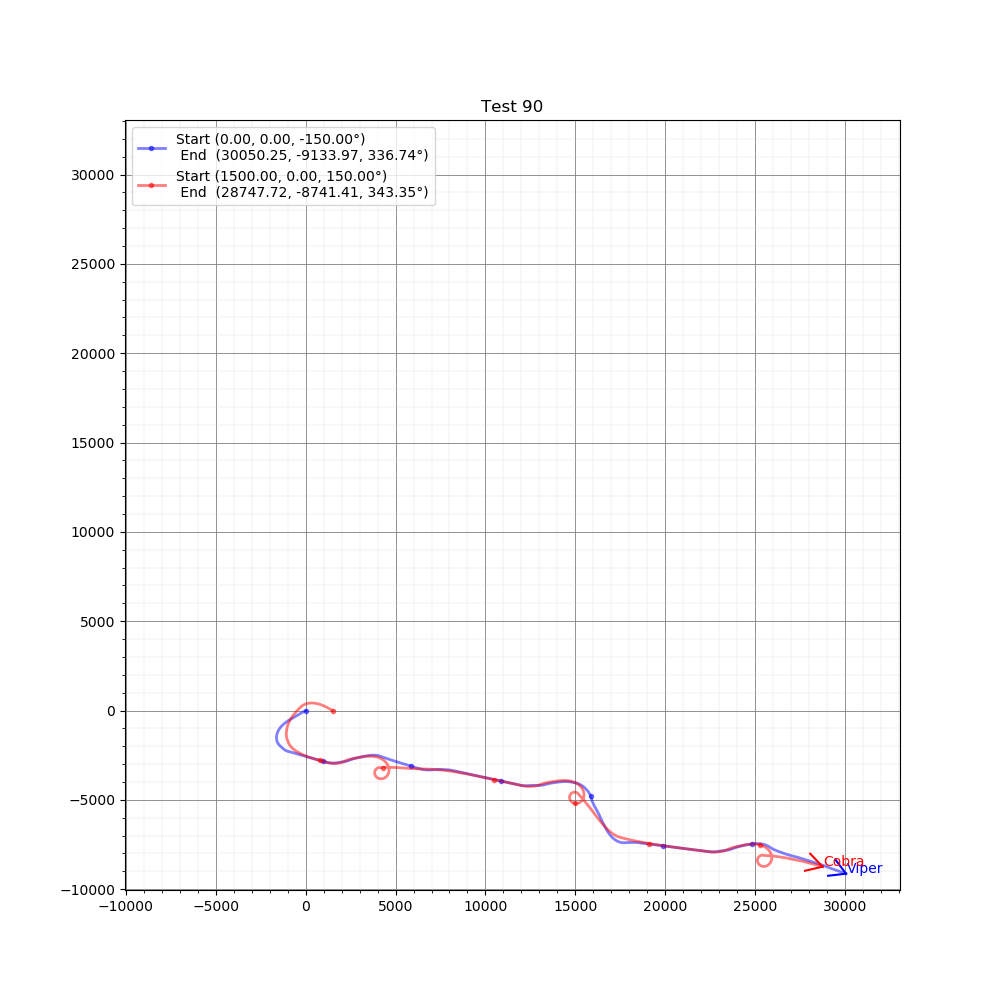 Test 90
Start (0.00, 0.00, -150.00°)
End (30050.25, -9133.97, 336.74°)
Start (1500.00, 0.00, 150.00°)
End (28747.72, -8741.41, 343.35°)
30000
25000
20000
15000
10000
5000
0
−5000
−10000
Cobra
Viper
−10000 −5000 0 5000 10000 15000 20000 25000 30000